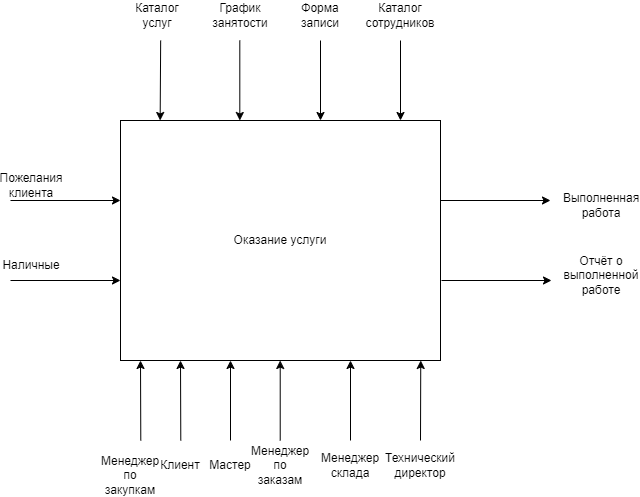 Каталог
услуг
График
занятости
Форма
записи
Каталог
сотрудников
Пожелания
клиента
Наличные
Оказание услуги
Выполненная
работа
Отчёт о
выполненной
работе
Менеджер
по
закупкам
Клиент
Мастер
Менеджер
по
заказам
Менеджер
склада
Технический
директор